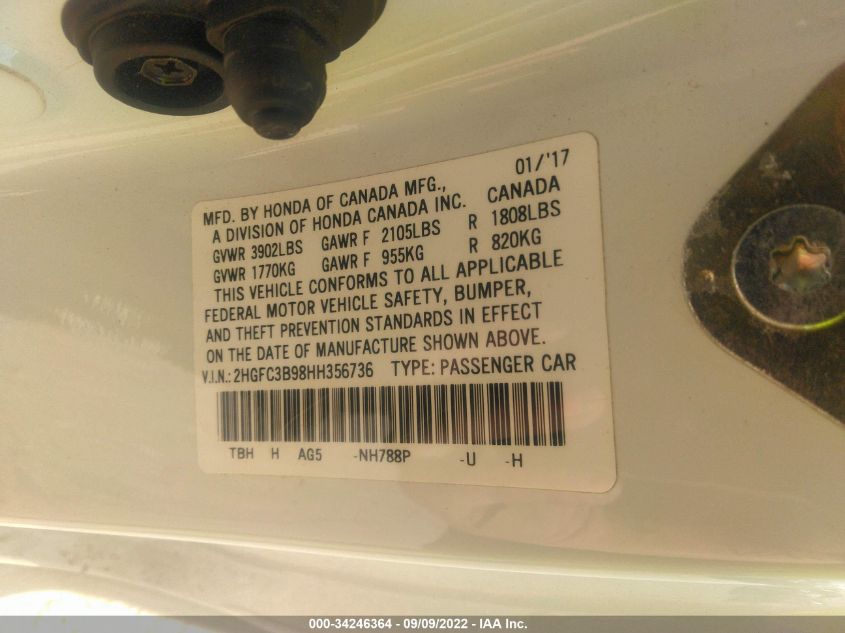 01/'17
MFD. BY HONDA OF CANADA MFG.,
A DIVISION OF HONDA CANADA INC. CANADA
GVWR 3902LBS GAWR F 2105LBS R 1808LBS
GVWR 1770KG GAWR F 955KG R 820KG
THIS VEHICLE CONFORMS TO ALL APPLICABLE
FEDERAL MOTOR VEHICLE SAFETY, BUMPER,
AND THEFT PREVENTION STANDARDS IN EFFECT
ON THE DATE OF MANUFACTURE SHOWN ABOVE.
V.I.N.: 2HGFC3B98HH356736 TYPE: PASSENGER CAR
TBH H AG5 -NH788P -U -H
000-34246364 - 09/09/2022 - IAA Inc.